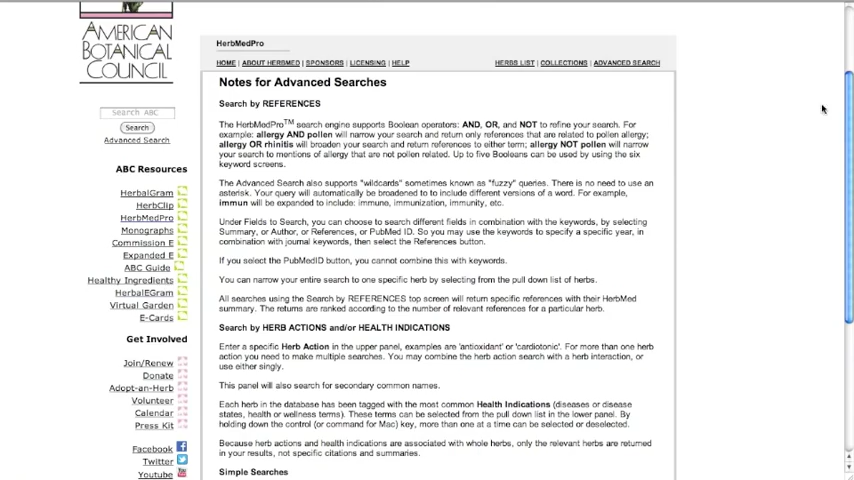 AMERICAN
BOTANICAL
COUNCIL
Search ABC
Search
Advanced Search
ABC Resources
HerbalGram
HerbClip
HerbMedPro
Monographs
Commission E
Expanded E
ABC Guide
Healthy Ingredients
HerbalEGram
Virtual Garden
E-Cards
Get Involved
Join/Renew
Donate
Adopt-an-Herb
Volunteer
Calendar
Press Kit
Facebook
Twitter
Youtube
HerbMedPro
HOME | ABOUT HERBMED | SPONSORS | LICENSING | HELP
HERBS LIST | COLLECTIONS | ADVANCED SEARCH
Notes for Advanced Searches
Search by REFERENCES
The HerbMedPro™ search engine supports Boolean operators: AND, OR, and NOT to refine your search. For
example: allergy AND pollen will narrow your search and return only references that are related to pollen allergy;
allergy OR rhinitis will broaden your search and return references to either term; allergy NOT pollen will narrow
your search to mentions of allergy that are not pollen related. Up to five Booleans can be used by using the six
keyword screens.
The Advanced Search also supports "wildcards" sometimes known as "fuzzy" queries. There is no need to use an
asterisk. Your query will automatically be broadened to to include different versions of a word. For example,
immun will be expanded to include: immune, immunization, immunity, etc.
Under Fields to Search, you can choose to search different fields in combination with the keywords, by selecting
Summary, or Author, or References, or PubMed ID. So you may use the keywords to specify a specific year, in
combination with journal keywords, then select the References button.
If you select the PubMedID button, you cannot combine this with keywords.
You can narrow your entire search to one specific herb by selecting from the pull down list of herbs.
All searches using the Search by REFERENCES top screen will return specific references with their HerbMed
summary. The returns are ranked according to the number of relevant references for a particular herb.
Search by HERB ACTIONS and/or HEALTH INDICATIONS
Enter a specific Herb Action in the upper panel, examples are 'antioxidant' or 'cardiotonic'. For more than one herb
action you need to make multiple searches. You may combine the herb action search with a herb interaction, or
use either singly.
This panel will also search for secondary common names.
Each herb in the database has been tagged with the most common Health Indications (diseases or disease
states, health or wellness terms). These terms can be selected from the pull down list in the lower panel. By
holding down the control (or command for Mac) key, more than one at a time can be selected or deselected.
Because herb actions and health indications are associated with whole herbs, only the relevant herbs are returned
in your results, not specific citations and summaries.
Simple Searches